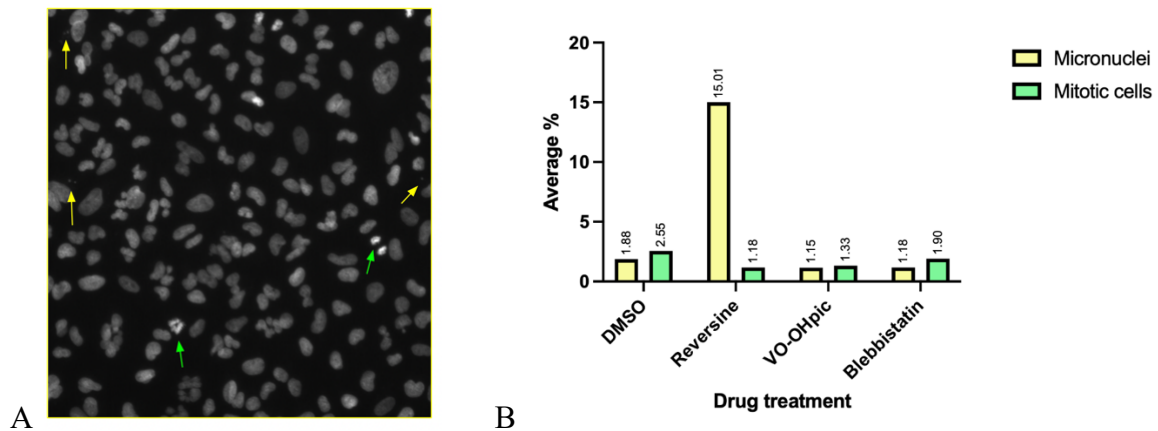 A
B
20
15
10
5
0
Average %
1.88
2.55
15.01
1.18
1.15
1.33
1.18
1.90
DMSO
Reversine
VO-OHpic
Blebbistatin
Drug treatment
Micronuclei
Mitotic cells